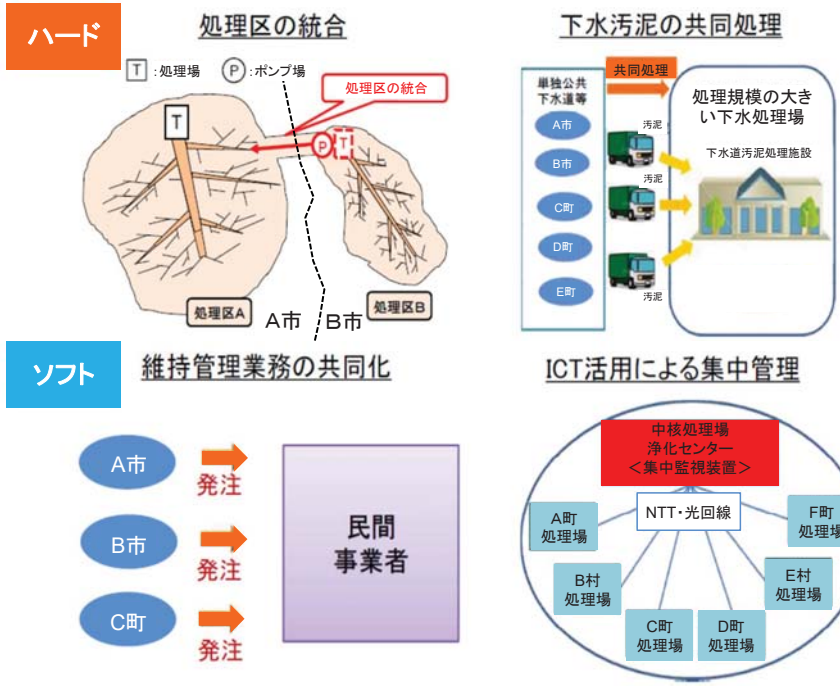 ハード
処理区の統合
T:処理場 P:ポンプ場
処理区の統合
T
P
T
処理区A
A市
B市
処理区B
下水汚泥の共同処理
共同処理
単独公共
下水道等
A市
B市
C町
D町
E町
汚泥
汚泥
汚泥
処理規模の大き
い下水処理場
下水道汚泥処理施設
ソフト
維持管理業務の共同化
A市
発注
B市
発注
C町
発注
民間
事業者
ICT活用による集中管理
中核処理場
浄化センター
<集中監視装置>
NTT・光回線
A町
処理場
B村
処理場
C町
処理場
D町
処理場
E村
処理場
F町
処理場